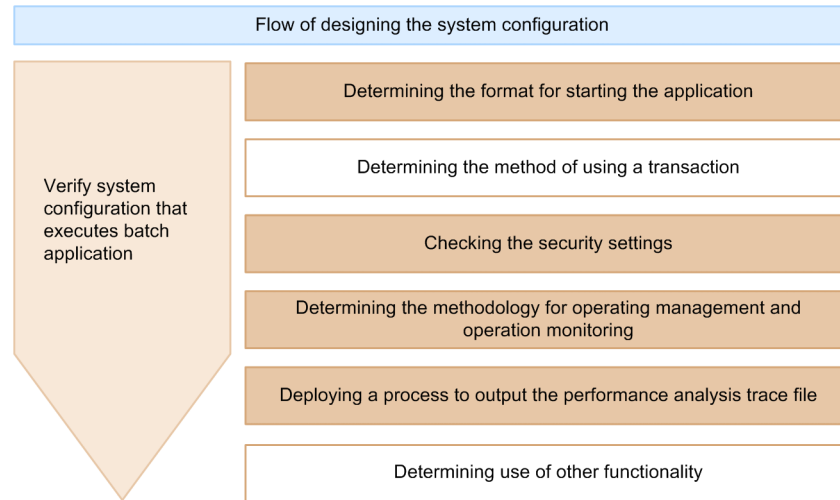 Flow of designing the system configuration
Verify system
configuration that
executes batch
application
Determining the format for starting the application
Determining the method of using a transaction
Checking the security settings
Determining the methodology for operating management and
operation monitoring
Deploying a process to output the performance analysis trace file
Determining use of other functionality